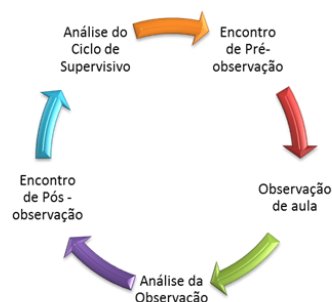 Análise do
Ciclo de
Supervisivo
Encontro
de Pré-
observação
Observação
de aula
Análise da
Observação
Encontro
de Pós -
observação